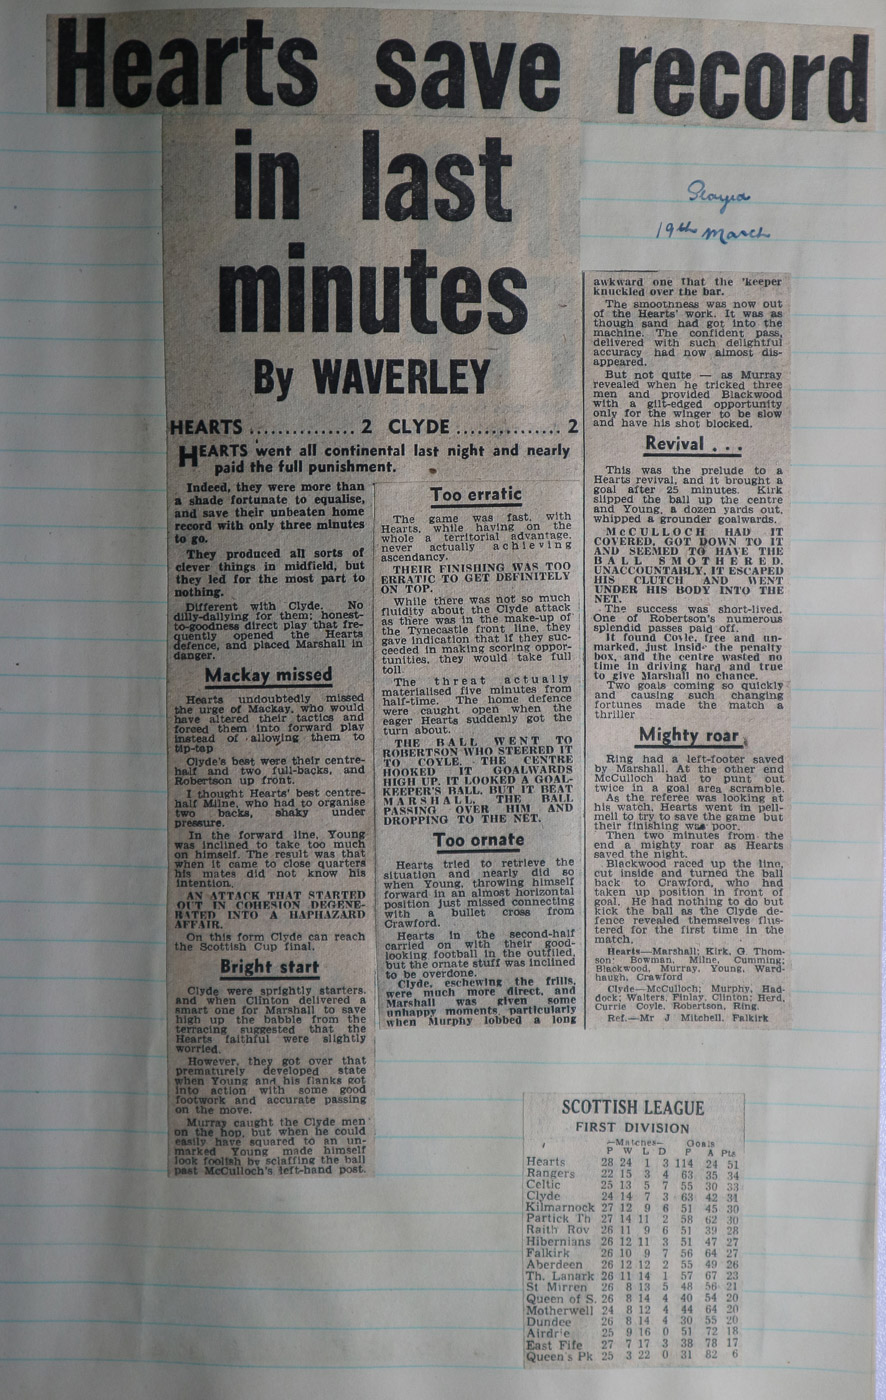 Hearts save record
in last
minutes
By WAVERLEY
HEARTS .............. 2 CLYDE .............. 2
HEARTS went all continental last night and nearly
paid the full punishment.
Indeed, they were more than
a shade fortunate to equalise,
and save their unbeaten home
record with only three minutes
to go.
They produced all sorts of
clever things in midfield, but
they led for the most part to
nothing.
Different with Clyde. No
dilly-dallying for them; honest-
to-goodness direct play that fre-
quently opened the Hearts
defence, and placed Marshall in
danger.
Mackay missed
Hearts undoubtedly missed
the urge of Mackay, who would
have altered their tactics and
forced them into forward play
instead of allowing them to
tip-tap
Clyde's best were their centre-
half and two full-backs, and
Robertson up front.
I thought Hearts' best centre-
half Milne, who had to organise
two backs, shaky under
pressure.
In the forward line, Young
was inclined to take too much
on himself. The result was that
when it came to close quarters
his mates did not know his
intention.
AN ATTACK THAT STARTED
OUT IN COHESION DEGENE-
RATED INTO A HAPHAZARD
AFFAIR.
On this form Clyde can reach
the Scottish Cup final.
Bright start
Clyde were sprightly starters,
and when Clinton delivered a
smart one for Marshall to save
high up the babble from the
terracing suggested that the
Hearts faithful were slightly
worried.
However, they got over that
prematurely developed state
when Young and his flanks got
into action with some good
footwork and accurate passing
on the move.
Murray caught the Clyde men
on the hop, but when he could
easily have squared to an un-
marked Young made himself
look foolish by sclaffing the ball
past McCulloch's left-hand post.
Too erratic
The game was fast, with
Hearts, while having on the
whole a territorial advantage,
never actually achieving
ascendancy.
THEIR FINISHING WAS TOO
ERRATIC TO GET DEFINITELY
ON TOP.
While there was not so much
fluidity about the Clyde attack
as there was in the make-up of
the Tynecastle front line, they
gave indication that if they suc-
ceeded in making scoring oppor-
tunities, they would take full
toll.
The threat actually
materialised five minutes from
half-time. The home defence
were caught open when the
eager Hearts suddenly got the
turn about.
THE BALL WENT TO
ROBERTSON WHO STEERED IT
TO COYLE. THE CENTRE
HOOKED IT GOALWARDS
HIGH UP. IT LOOKED A GOAL-
KEEPER'S BALL, BUT IT BEAT
MARSHALL, THE BALL
PASSING OVER HIM AND
DROPPING TO THE NET.
Too ornate
Hearts tried to retrieve the
situation and nearly did so
when Young, throwing himself
forward in an almost horizontal
position just missed connecting
with a bullet cross from
Crawford.
Hearts in the second-half
carried on with their good-
looking football in the outfiled,
but the ornate stuff was inclined
to be overdone.
Clyde, eschewing the frills,
were much more direct, and
Marshall was given some
unhappy moments particularly
when Murphy lobbed a long
19th March
awkward one that the 'keeper
knuckled over the bar.
The smoothness was now out
of the Hearts' work. It was as
though sand had got into the
machine. The confident pass,
delivered with such delightful
accuracy had now almost dis-
appeared.
But not quite — as Murray
revealed when he tricked three
men and provided Blackwood
with a gilt-edged opportunity
only for the winger to be slow
and have his shot blocked.
Revival . . .
This was the prelude to a
Hearts revival, and it brought a
goal after 25 minutes. Kirk
slipped the ball up the centre
and Young, a dozen yards out,
whipped a grounder goalwards.
McCULLOCH HAD IT
COVERED, GOT DOWN TO IT
AND SEEMED TO HAVE THE
BALL SMOTHERED.
UNACCOUNTABLY, IT ESCAPED
HIS CLUTCH AND WENT
UNDER HIS BODY INTO THE
NET.
The success was short-lived.
One of Robertson's numerous
splendid passes paid off.
It found Coyle, free and un-
marked, just inside the penalty
box, and the centre wasted no
time in driving hard and true
to give Marshall no chance.
Two goals coming so quickly
and causing such changing
fortunes made the match a
thriller
Mighty roar
Ring had a left-footer saved
by Marshall. At the other end
McCulloch had to punt out
twice in a goal area scramble.
As the referee was looking at
his watch, Hearts went in pell-
mell to try to save the game but
their finishing was poor.
Then two minutes from the
end a mighty roar as Hearts
saved the night.
Blackwood raced up the line,
cut inside and turned the ball
back to Crawford, who had
taken up position in front of
goal. He had nothing to do but
kick the ball as the Clyde de-
fence revealed themselves flus-
tered for the first time in the
match.
Hearts—Marshall; Kirk, G Thom-
son; Bowman, Milne, Cumming;
Blackwood, Murray, Young, Ward-
haugh, Crawford
Clyde—McCulloch; Murphy, Had-
dock; Walters, Finlay, Clinton; Herd,
Currie Coyle, Robertson, Ring.
Ref.—Mr J Mitchell, Falkirk
SCOTTISH LEAGUE
FIRST DIVISION
—Matches— Goals
P W L D F A Pts
Hearts 28 24 1 3 114 24 51
Rangers 22 15 3 4 63 35 34
Celtic 25 13 5 7 55 30 33
Clyde 24 14 7 3 63 42 31
Kilmarnock 27 12 9 6 51 45 30
Partick Th 27 14 11 2 58 62 30
Raith Rov 26 11 9 6 51 39 28
Hibernians 26 12 11 3 51 47 27
Falkirk 26 10 9 7 56 64 27
Aberdeen 26 12 12 2 55 49 26
Th. Lanark 26 11 14 1 57 67 23
St Mirren 26 8 13 5 48 56 21
Queen of S. 26 8 14 4 40 54 20
Motherwell 24 8 12 4 44 64 20
Dundee 26 8 14 4 30 55 20
Airdrie 25 9 16 0 51 72 18
East Fife 27 7 17 3 38 78 17
Queen's Pk 25 3 22 0 31 82 6